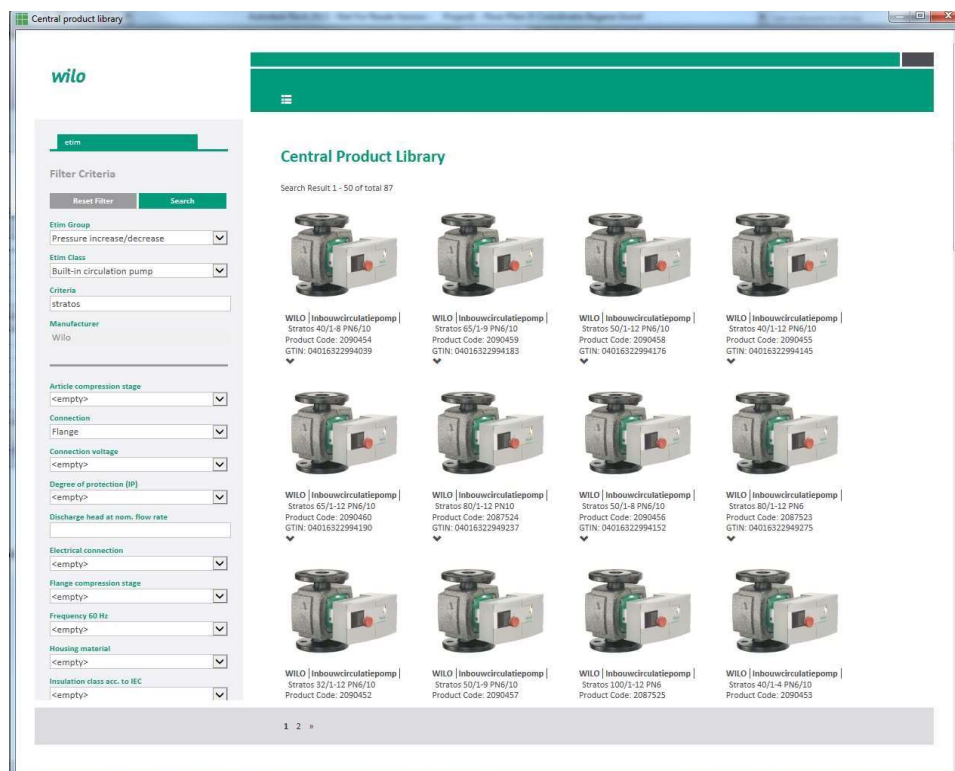 Central product library
wilo
etim
Filter Criteria
Reset Filter
Search
Etim Group
Pressure increase/decrease
Etim Class
Built-in circulation pump
Criteria
stratos
Manufacturer
Wilo
Article compression stage
<empty>
Connection
Flange
Connection voltage
<empty>
Degree of protection (IP)
<empty>
Discharge head at nom. flow rate
Electrical connection
<empty>
Flange compression stage
<empty>
Frequency 60 Hz
<empty>
Housing material
<empty>
Insulation class acc. to IEC
<empty>
Central Product Library
Search Result 1 - 50 of total 87
WILO | Inbouwcirculatiepomp |
Stratos 40/1-8 PN6/10
Product Code: 2090454
GTIN: 04016322994039
WILO | Inbouwcirculatiepomp |
Stratos 65/1-9 PN6/10
Product Code: 2090459
GTIN: 04016322994183
WILO | Inbouwcirculatiepomp |
Stratos 50/1-12 PN6/10
Product Code: 2090458
GTIN: 04016322994176
WILO | Inbouwcirculatiepomp |
Stratos 40/1-12 PN6/10
Product Code: 2090455
GTIN: 04016322994145
WILO | Inbouwcirculatiepomp |
Stratos 65/1-12 PN6/10
Product Code: 2090460
GTIN: 04016322994190
WILO | Inbouwcirculatiepomp |
Stratos 80/1-12 PN10
Product Code: 2087524
GTIN: 04016322949237
WILO | Inbouwcirculatiepomp |
Stratos 50/1-8 PN6/10
Product Code: 2090456
GTIN: 04016322994152
WILO | Inbouwcirculatiepomp |
Stratos 80/1-12 PN6
Product Code: 2087523
GTIN: 04016322949275
WILO | Inbouwcirculatiepomp |
Stratos 32/1-12 PN6/10
Product Code: 2090452
WILO | Inbouwcirculatiepomp |
Stratos 50/1-9 PN6/10
Product Code: 2090457
WILO | Inbouwcirculatiepomp |
Stratos 100/1-12 PN6
Product Code: 2087525
WILO | Inbouwcirculatiepomp |
Stratos 40/1-4 PN6/10
Product Code: 2090453
1 2 »